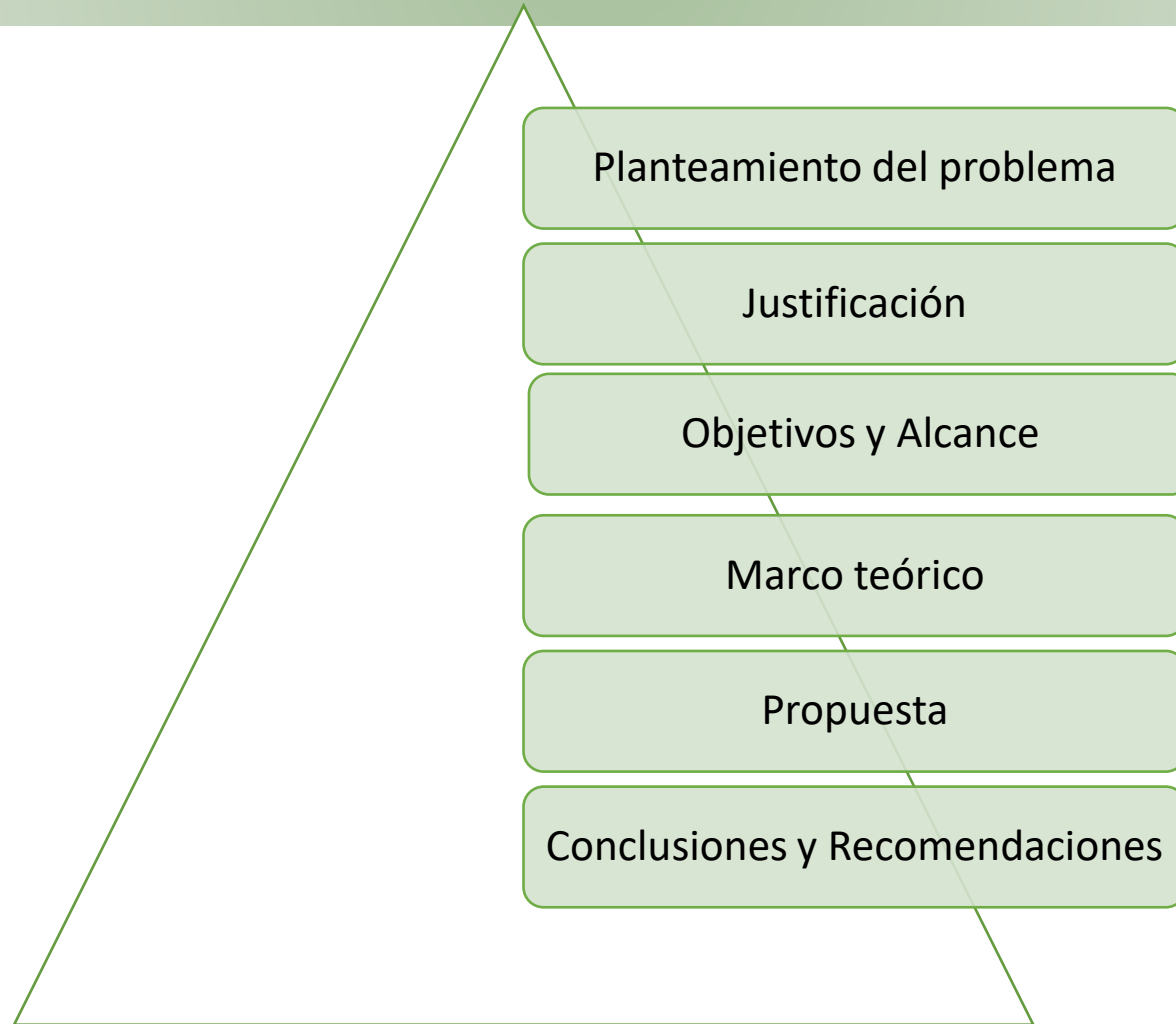 Planteamiento del problema
Justificación
Objetivos y Alcance
Marco teórico
Propuesta
Conclusiones y Recomendaciones